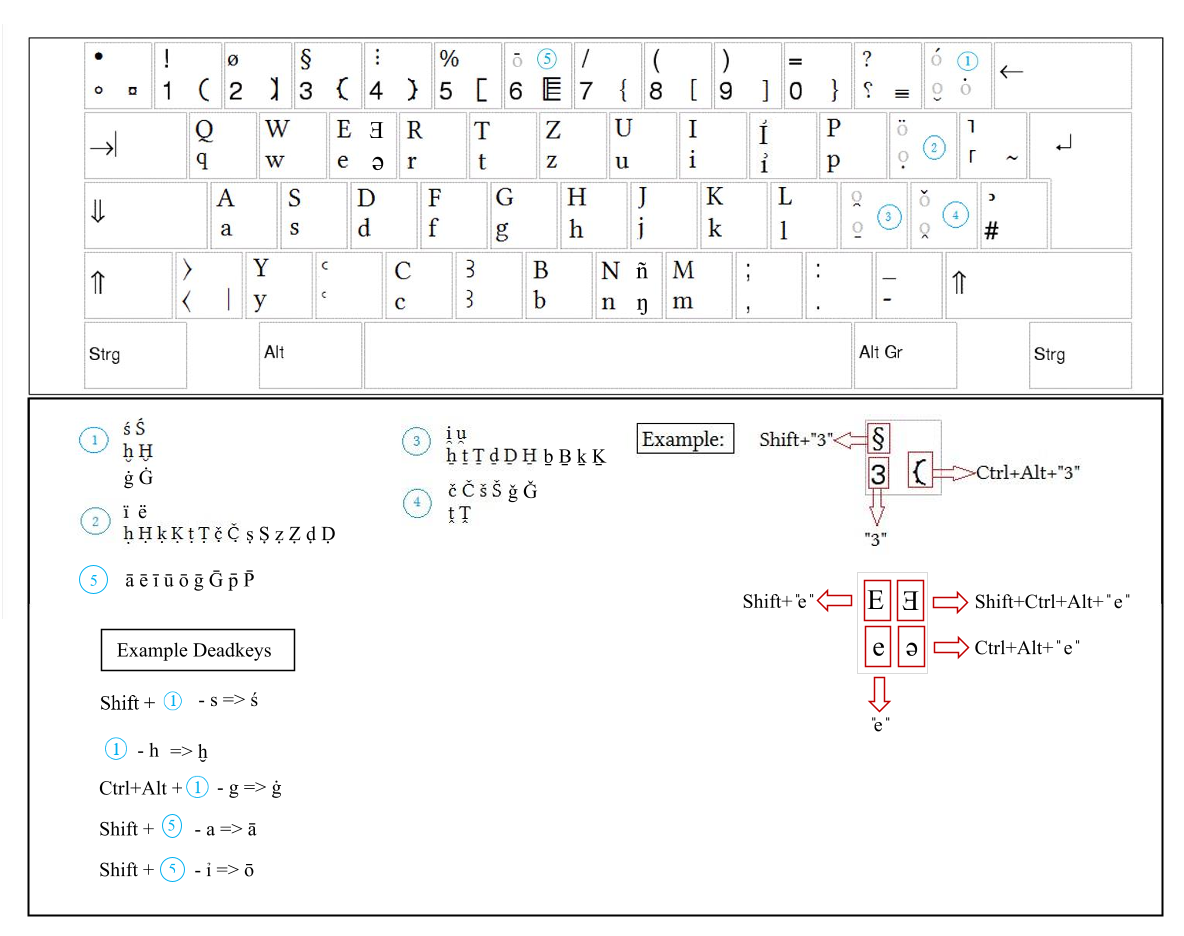 • ! ø § ⁝ % ō 5 / ( ) = ? ó 1 ←
° ¤ 1 ( 2 3 4 5 [ 6 7 { 8 [ 9 ] 0 } ⸮ ≡ o̯ ȯ
→| Q W E Ǝ R T Z U I Í P ö 2 ˥ ↵
q w e ə r t z u i ỉ p ọ ˹ ~
⇓ A S D F G H J K L o̭ 3 ǒ 4 ʾ
a s d f g h j k l o̱ o̭ #
⇑ 〉 Y ʿ C Ꜣ B N ñ M ; : _ ⇑
〈 | y ʿ c ꜣ b n ŋ m , . -
Strg Alt Alt Gr Strg
1 ś Ś
h̯ H̯
ġ Ġ
2 ï ë
ḥ Ḥ ḳ Ḳ ṭ Ṭ č̣ Č̣ ṣ Ṣ ẓ Ẓ ḍ Ḍ
5 ā ē ī ū ō ḡ Ḡ p̄ P̄
3 i̭ ṷ
ẖ ṯ Ṯ ḏ Ḏ H̱ ḇ Ḇ ḵ Ḵ
4 č Č š Š ǧ Ǧ
ṱ Ṱ
Example: Shift+"3" §
3 Ctrl+Alt+"3"
"3"
Shift+"e" E Ǝ Shift+Ctrl+Alt+"e"
e ə Ctrl+Alt+"e"
"e"
Example Deadkeys
Shift + 1 - s => ś
1 - h => h̯
Ctrl+Alt + 1 - g => ġ
Shift + 5 - a => ā
Shift + 5 - ỉ => ō